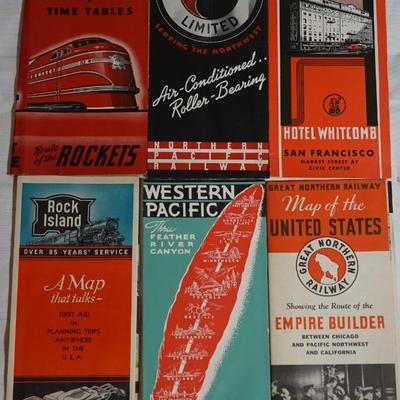 TIME TABLES
Route
of the ROCKETS
LIMITED
SERVING THE NORTHWEST
Air-Conditioned..
Roller-Bearing
NORTHERN
PACIFIC
RAILWAY
HOTEL WHITCOMB
SAN FRANCISCO
MARKET STREET AT
CIVIC CENTER
Rock
Island
OVER 85 YEARS' SERVICE
A Map
that talks-
FIRST AID
IN
PLANNING TRIPS
ANYWHERE
IN THE
U.S.A.
WESTERN
PACIFIC
Thru
FEATHER
RIVER
CANYON
WINNEMUCCA
SACRAMENTO
OAKLAND
GREAT NORTHERN RAILWAY
Map of the
UNITED STATES
GREAT NORTHERN
RAILWAY
Showing the Route of the
EMPIRE BUILDER
BETWEEN CHICAGO
AND PACIFIC NORTHWEST
AND CALIFORNIA